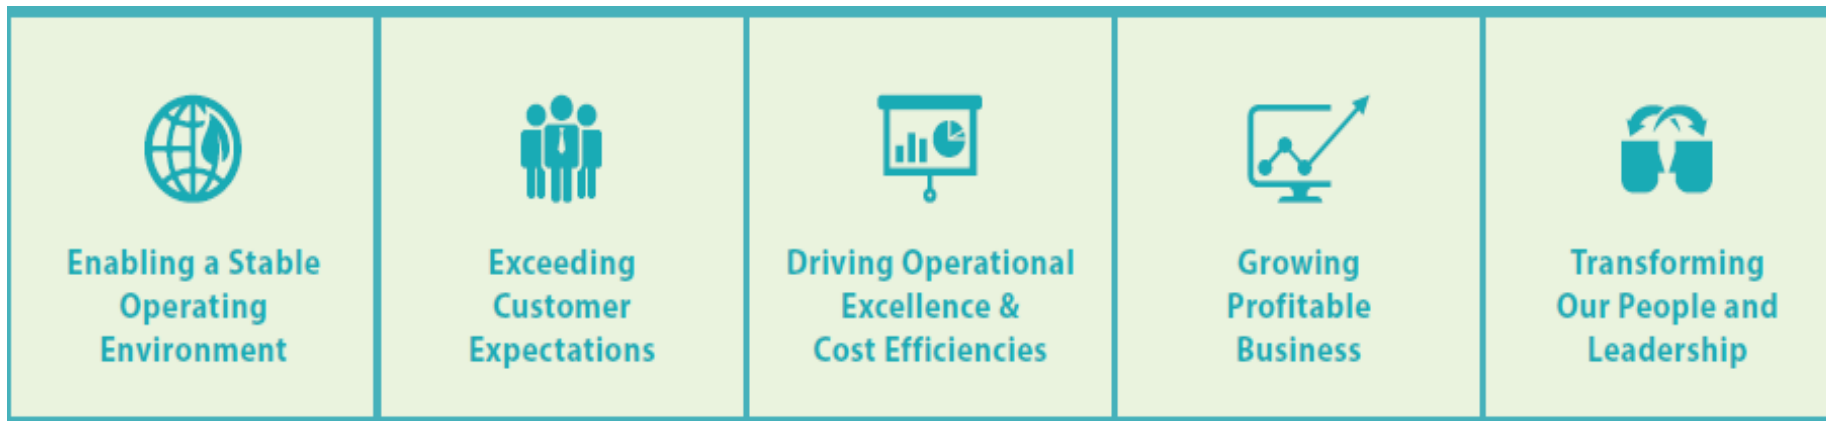 Enabling a Stable
Operating
Environment
Exceeding
Customer
Expectations
Driving Operational
Excellence &
Cost Efficiencies
Growing
Profitable
Business
Transforming
Our People and
Leadership